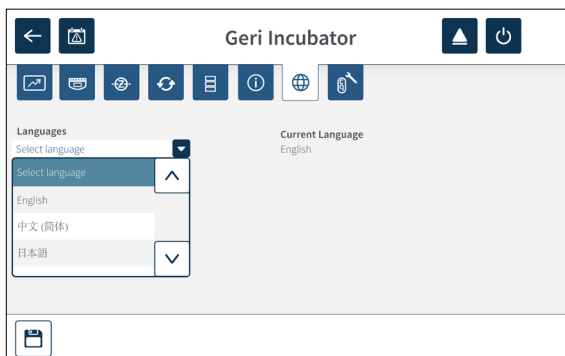 Geri Incubator
Languages
Select language
Select language
English
中文 (简体)
日本語
Current Language
English